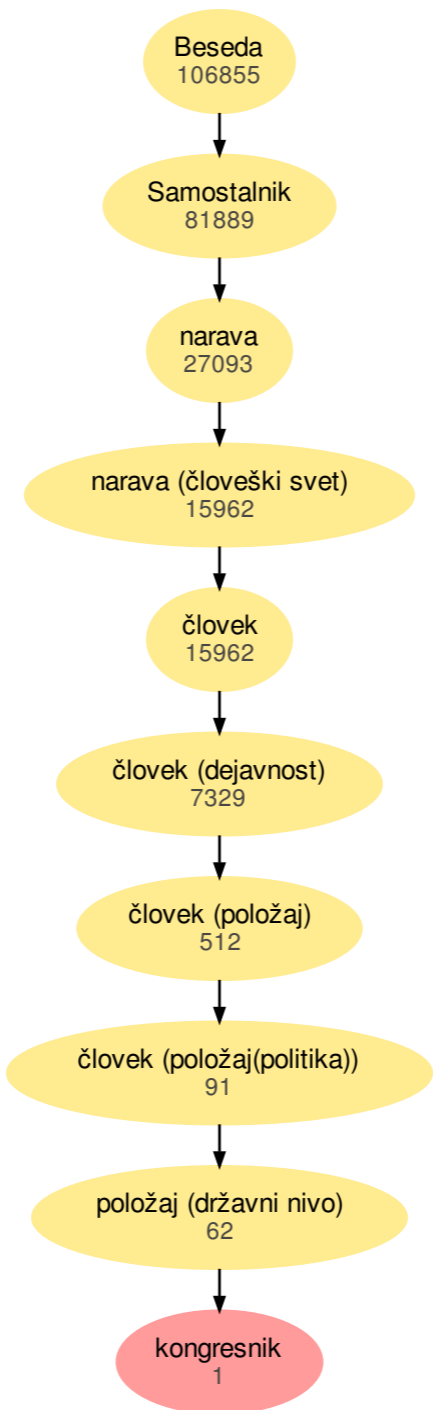 Beseda
106855
Samostalnik
81889
narava
27093
narava (človeški svet)
15962
človek
15962
človek (dejavnost)
7329
človek (položaj)
512
človek (položaj(politika))
91
položaj (državni nivo)
62
kongresnik
1